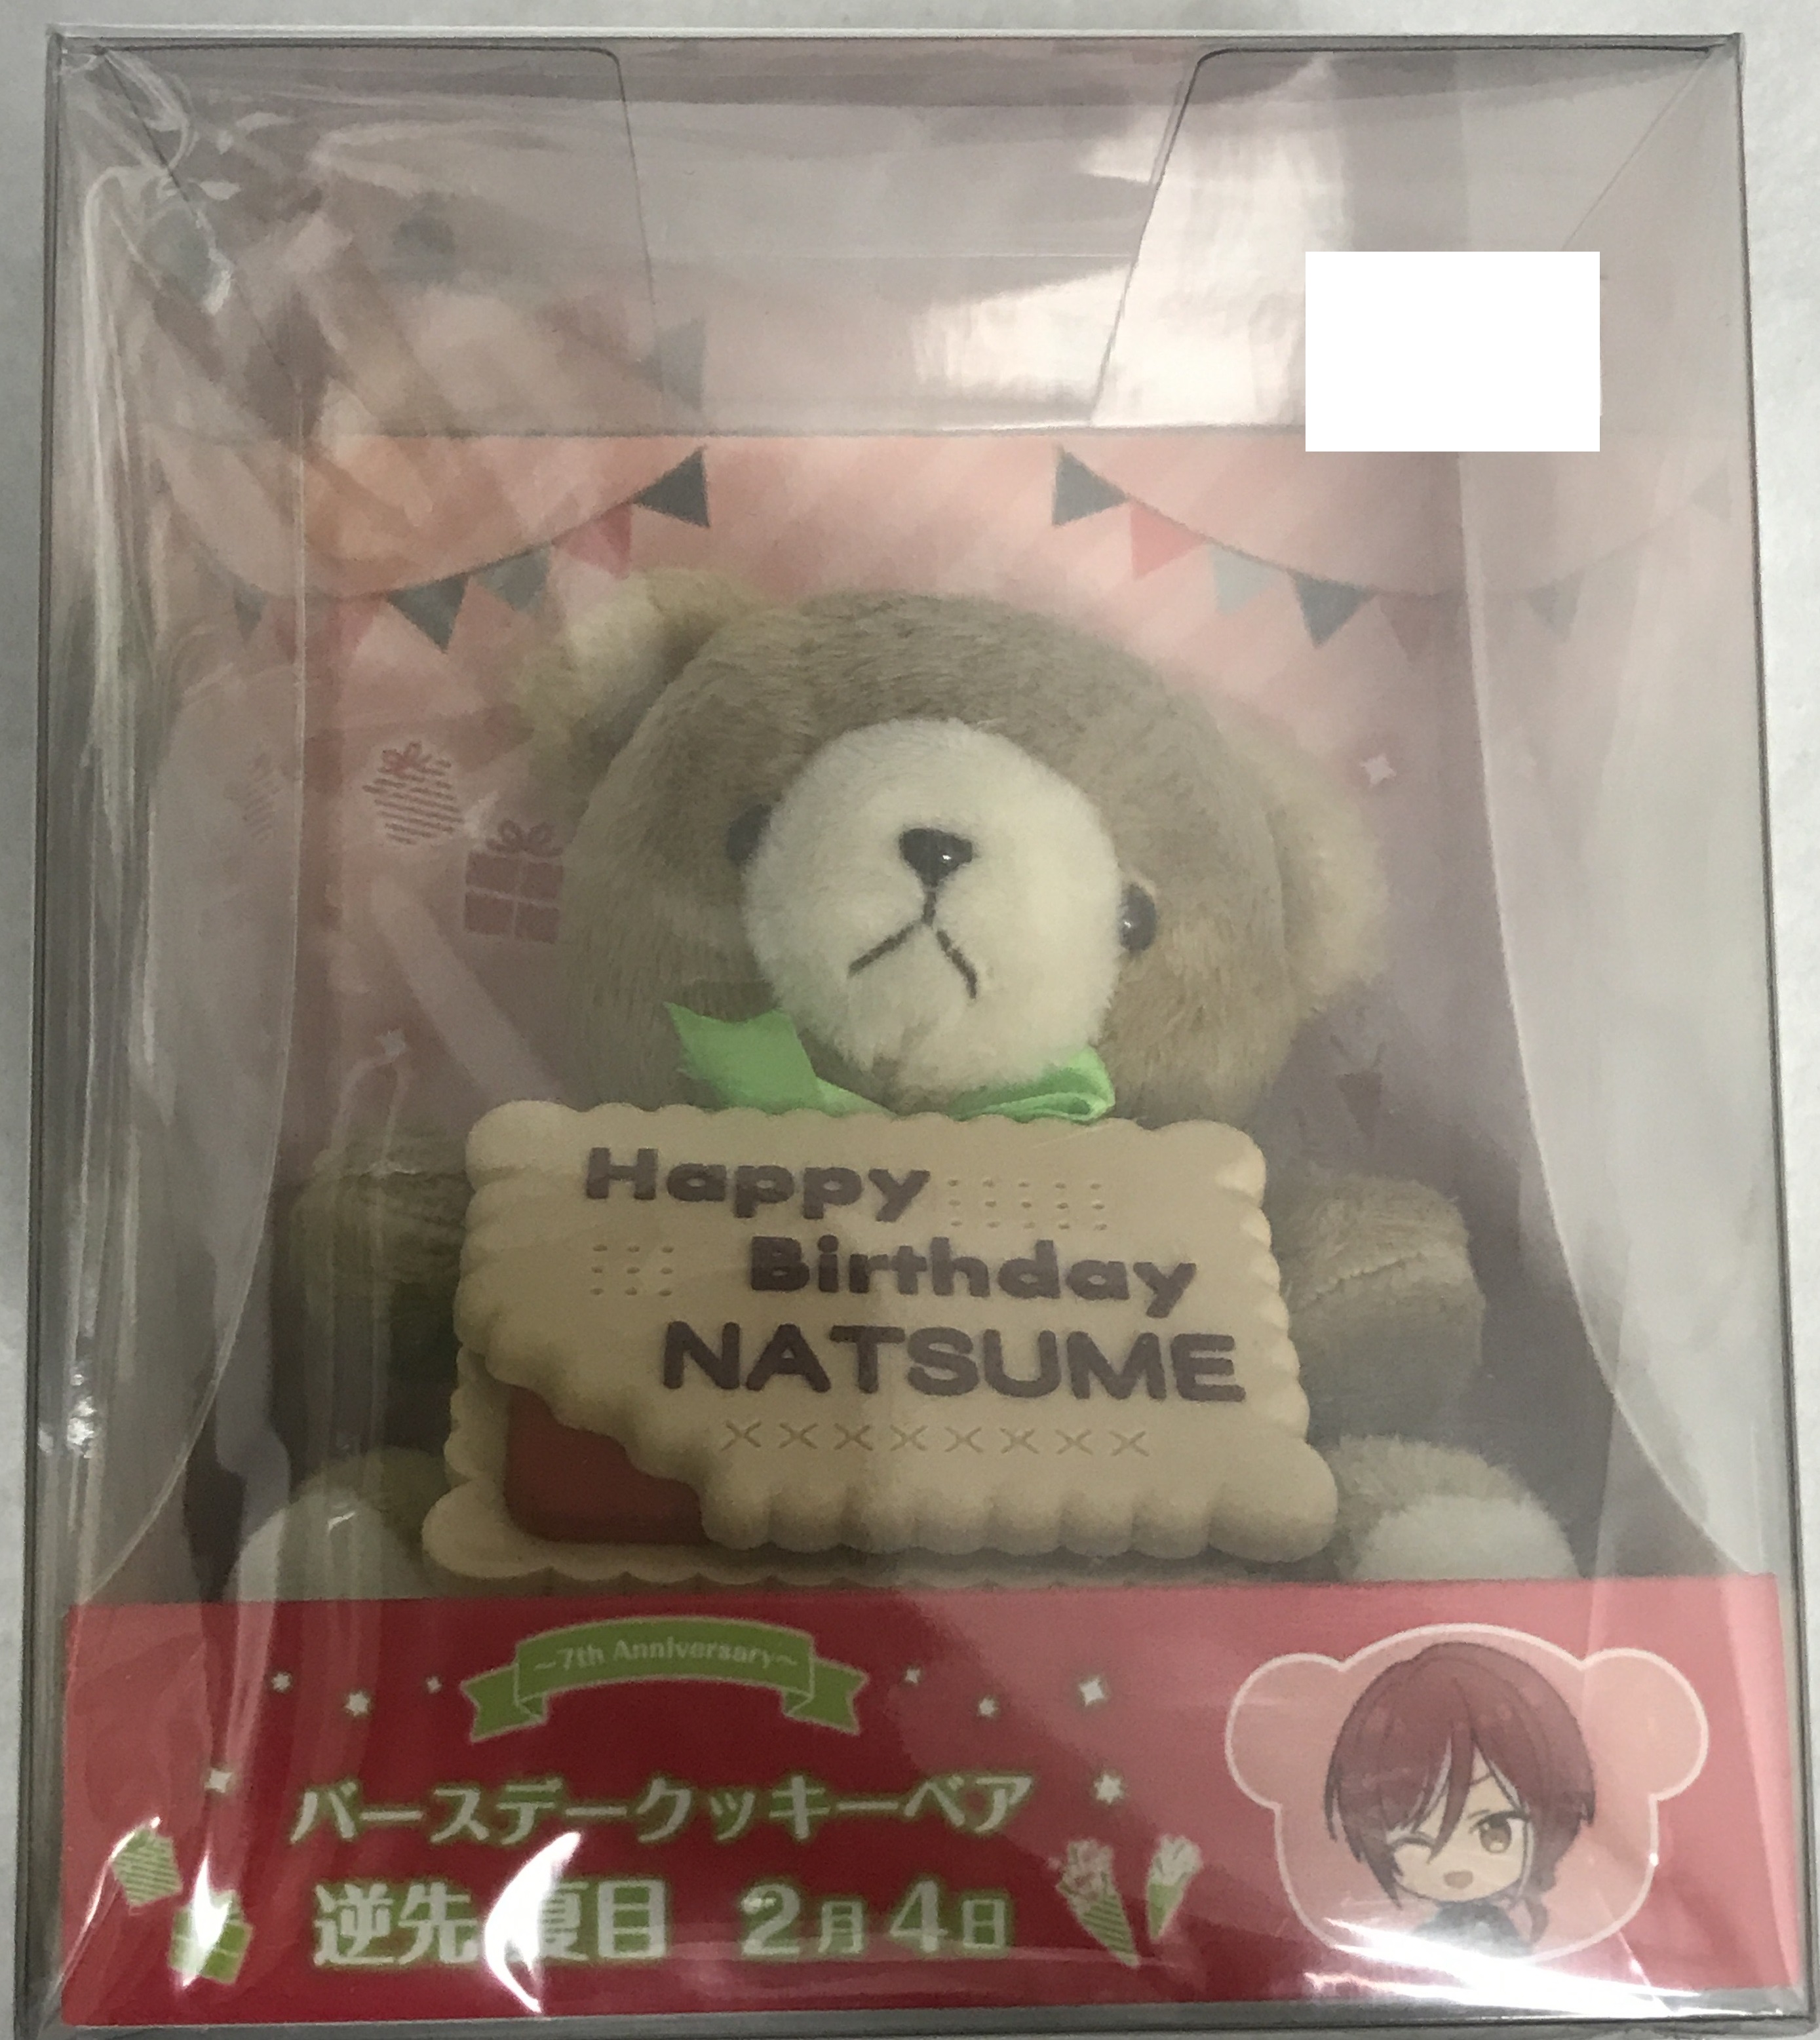 Happy
Birthday
NATSUME
××××××××
~7th Anniversary~
バースデークッキーベア
逆先 夏目 2月4日